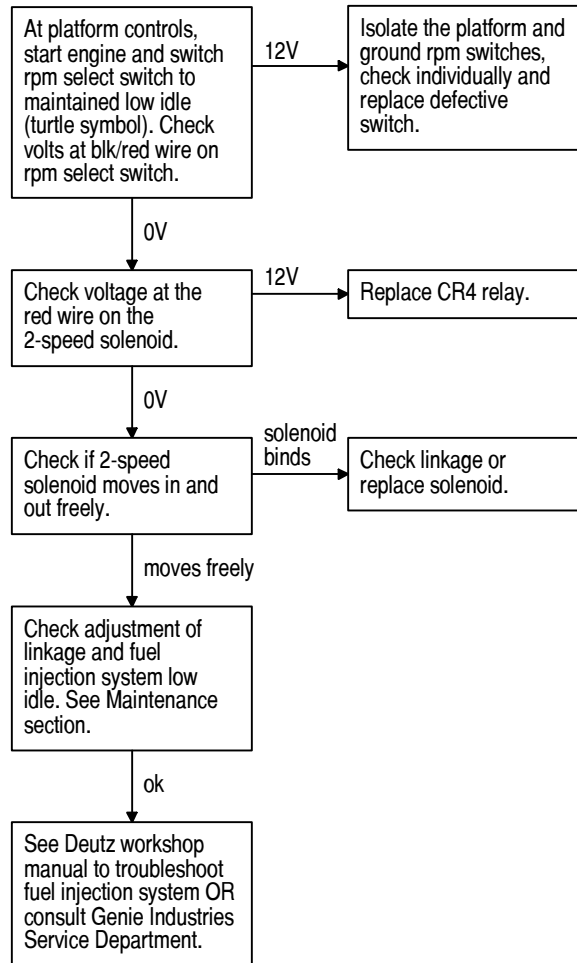 At platform controls,
start engine and switch
rpm select switch to
maintained low idle
(turtle symbol). Check
volts at blk/red wire on
rpm select switch.
12V
Isolate the platform and
ground rpm switches,
check individually and
replace defective
switch.
0V
Check voltage at the
red wire on the
2-speed solenoid.
12V
Replace CR4 relay.
0V
Check if 2-speed
solenoid moves in and
out freely.
solenoid
binds
Check linkage or
replace solenoid.
moves freely
Check adjustment of
linkage and fuel
injection system low
idle. See Maintenance
section.
ok
See Deutz workshop
manual to troubleshoot
fuel injection system OR
consult Genie Industries
Service Department.